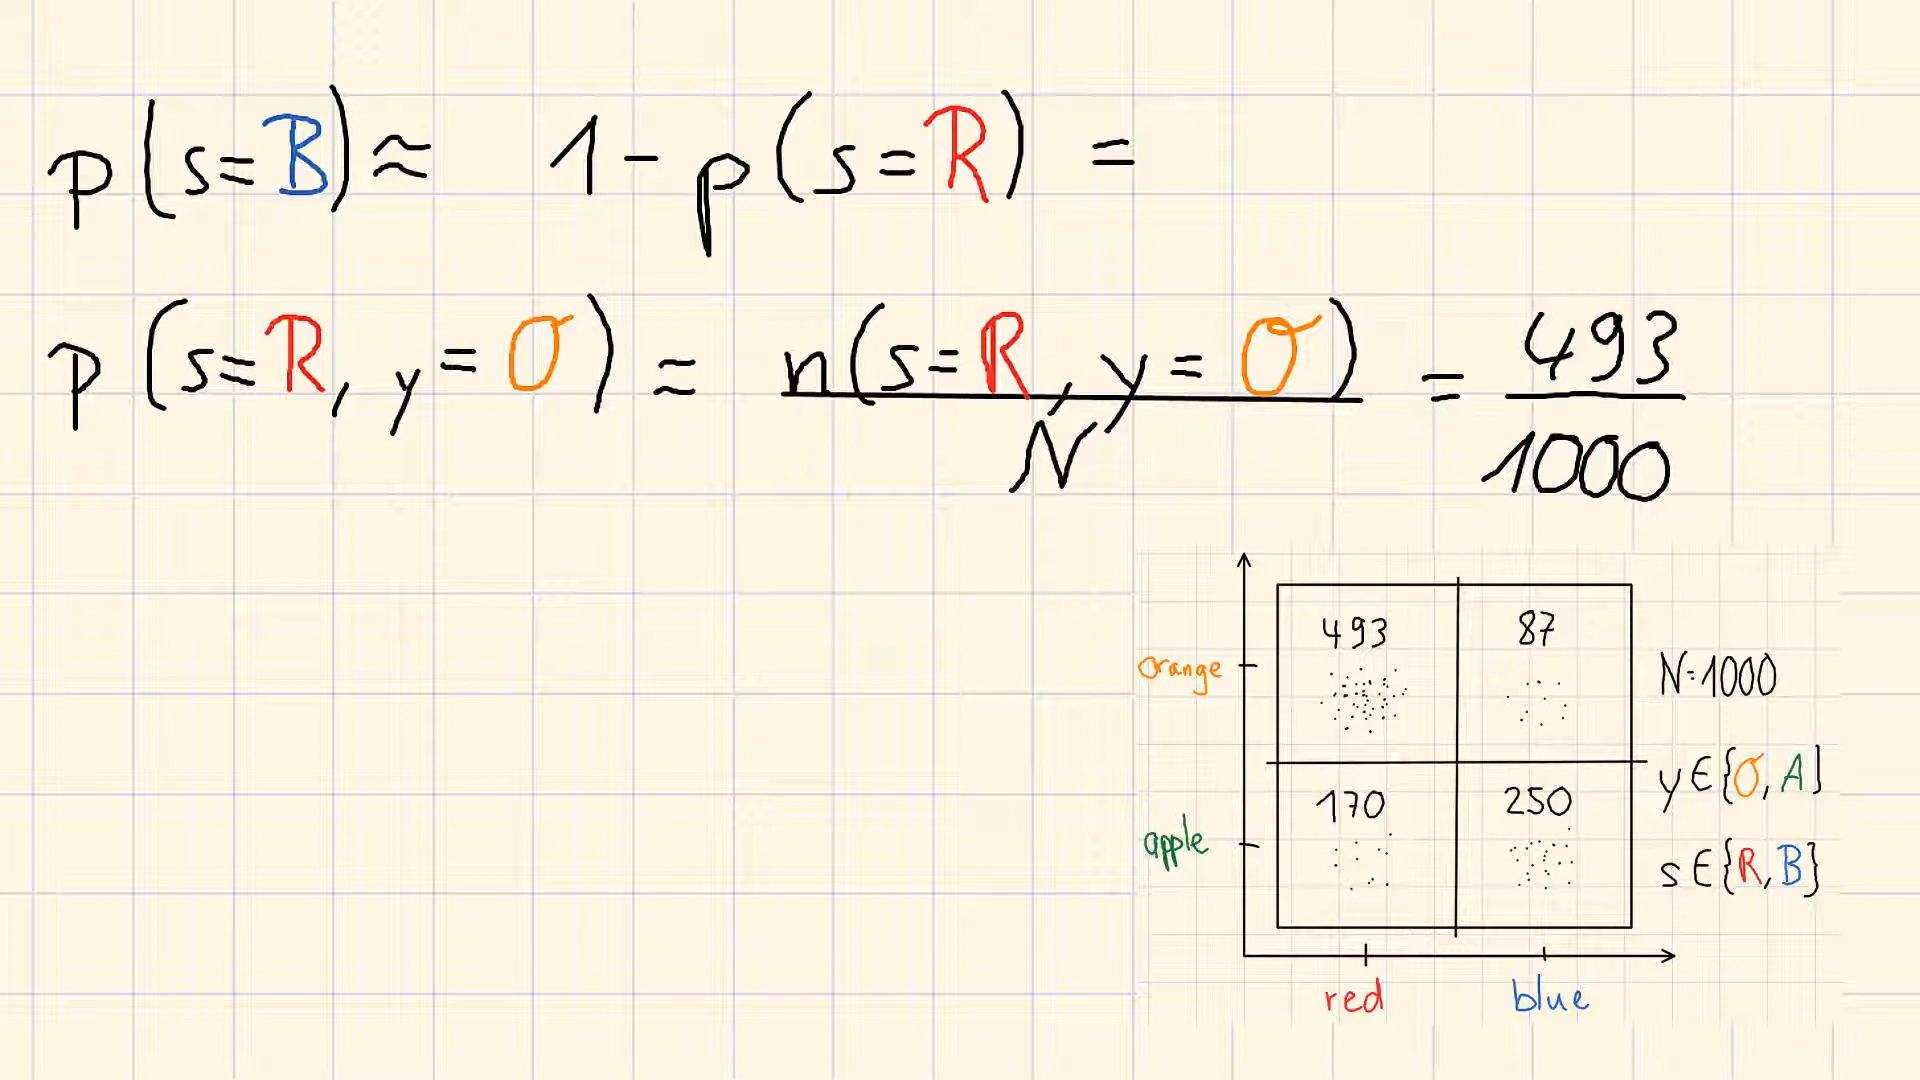 p(s=B) ≈ 1-p(s=R) =
p(s=R, y=O) ≈ n(s=R, y=O) = 493
N 1000
493 87
orange N=1000
170 250 y∈{O, A}
apple s∈{R, B}
red blue